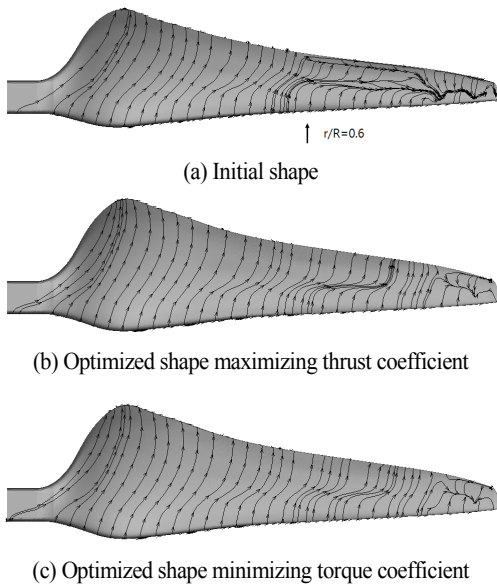 r/R=0.6
(a) Initial shape
(b) Optimized shape maximizing thrust coefficient
(c) Optimized shape minimizing torque coefficient